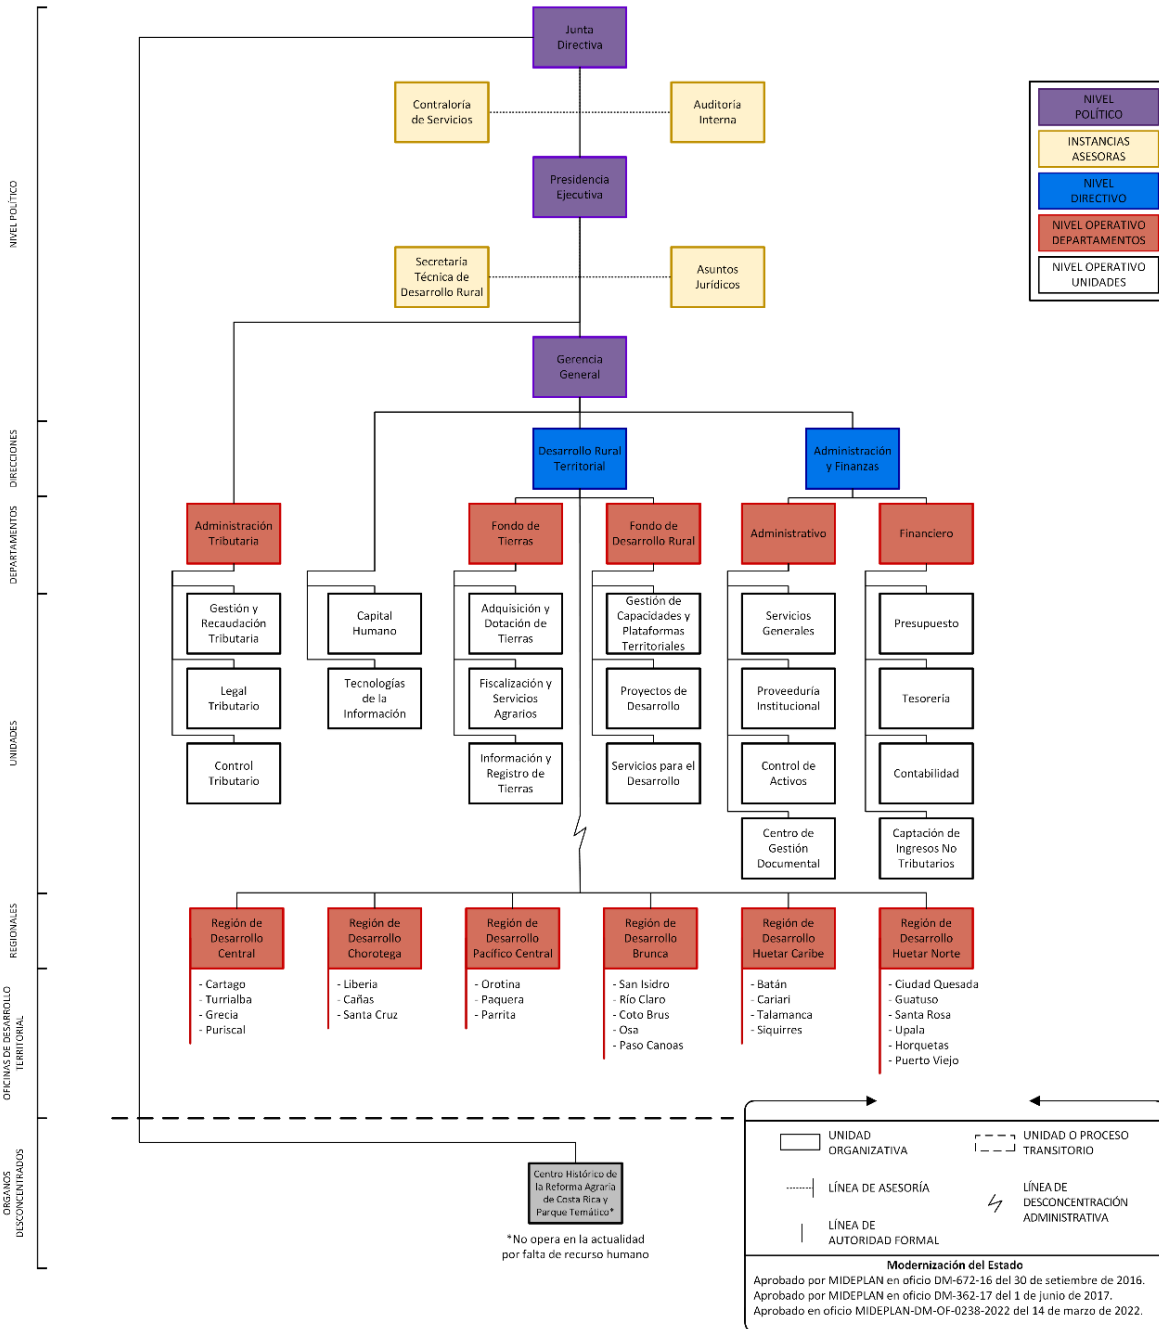 Junta
Directiva
Contraloría
de Servicios
Auditoria
Interna
Presidencia
Ejecutiva
Secretaría
Técnica de
Desarrollo Rural
Asuntos
Jurídicos
Gerencia
General
NIVEL
POLÍTICO
INSTANCIAS
ASESORAS
NIVEL
DIRECTIVO
NIVEL OPERATIVO
DEPARTAMENTOS
NIVEL OPERATIVO
UNIDADES
NIVEL POLÍTICO
DIRECCIONES
Desarrollo Rural
Territorial
Administración
y Finanzas
DEPARTAMENTOS
Administración
Tributaria
Fondo de
Tierras
Fondo de
Desarrollo Rural
Administrativo
Financiero
UNIDADES
Gestión y
Recaudación
Tributaria
Legal
Tributario
Control
Tributario
Capital
Humano
Tecnologías
de la
Información
Adquisición y
Dotación de
Tierras
Fiscalización y
Servicios
Agrarios
Información y
Registro de
Tierras
Gestión de
Capacidades y
Plataformas
Territoriales
Proyectos de
Desarrollo
Servicios para el
Desarrollo
Servicios
Generales
Proveeduría
Institucional
Control de
Activos
Centro de
Gestión
Documental
Presupuesto
Tesorería
Contabilidad
Captación de
Ingresos No
Tributarios
REGIONALES
Región de
Desarrollo
Central
Región de
Desarrollo
Chorotega
Región de
Desarrollo
Pacífico Central
Región de
Desarrollo
Brunca
Región de
Desarrollo
Huetar Caribe
Región de
Desarrollo
Huetar Norte
OFICINAS DE DESARROLLO
TERRITORIAL
- Cartago
- Turrialba
- Grecia
- Puriscal
- Liberia
- Cañas
- Santa Cruz
- Orotina
- Paquera
- Parrita
- San Isidro
- Río Claro
- Coto Brus
- Osa
- Paso Canoas
- Batán
- Cariari
- Talamanca
- Siquirres
- Ciudad Quesada
- Guatuso
- Santa Rosa
- Upala
- Horquetas
- Puerto Viejo
ORGANOS
DESCONCENTRADOS
Centro Histórico de
la Reforma Agraria
de Costa Rica y
Parque Temático*
*No opera en la actualidad
por falta de recurso humano
UNIDAD
ORGANIZATIVA
UNIDAD O PROCESO
TRANSITORIO
LÍNEA DE ASESORÍA
LÍNEA DE
DESCONCENTRACIÓN
ADMINISTRATIVA
LÍNEA DE
AUTORIDAD FORMAL
Modernización del Estado
Aprobado por MIDEPLAN en oficio DM-672-16 del 30 de setiembre de 2016.
Aprobado por MIDEPLAN en oficio DM-362-17 del 1 de junio de 2017.
Aprobado en oficio MIDEPLAN-DM-OF-0238-2022 del 14 de marzo de 2022.